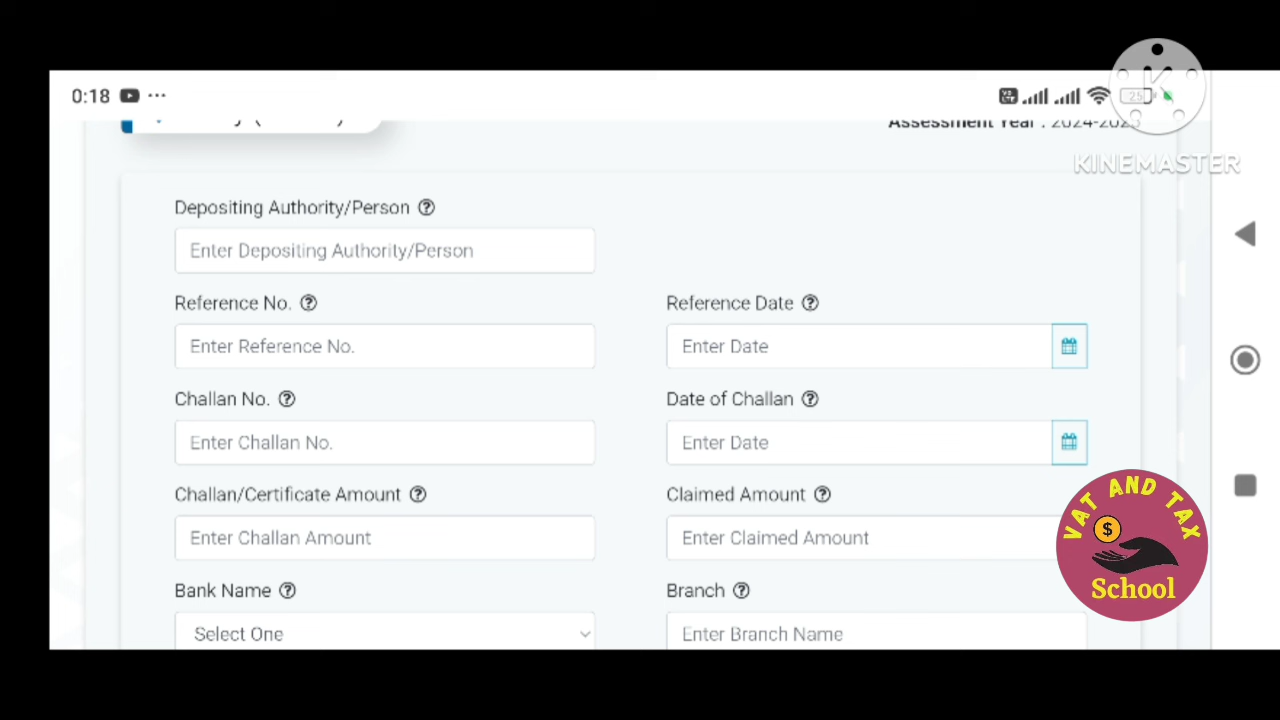 0:18
25
KINEMASTER
Assessment Year : 2024-2025
Depositing Authority/Person
Enter Depositing Authority/Person
Reference No. Reference Date
Enter Reference No. Enter Date
Challan No. Date of Challan
Enter Challan No. Enter Date
Challan/Certificate Amount Claimed Amount
Enter Challan Amount Enter Claimed Amount
Bank Name Branch
Select One Enter Branch Name
VAT AND TAX
$
School